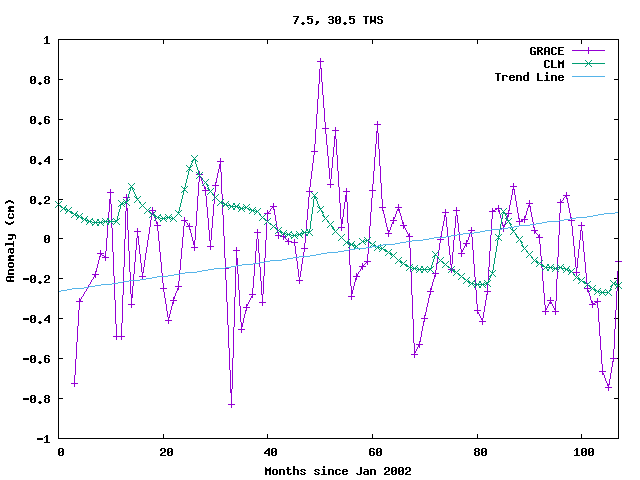 7.5, 30.5 TWS
GRACE
CLM
Trend Line
1
0.8
0.6
0.4
0.2
0
-0.2
-0.4
-0.6
-0.8
-1
Anomaly (cm)
0 20 40 60 80 100
Months since Jan 2002